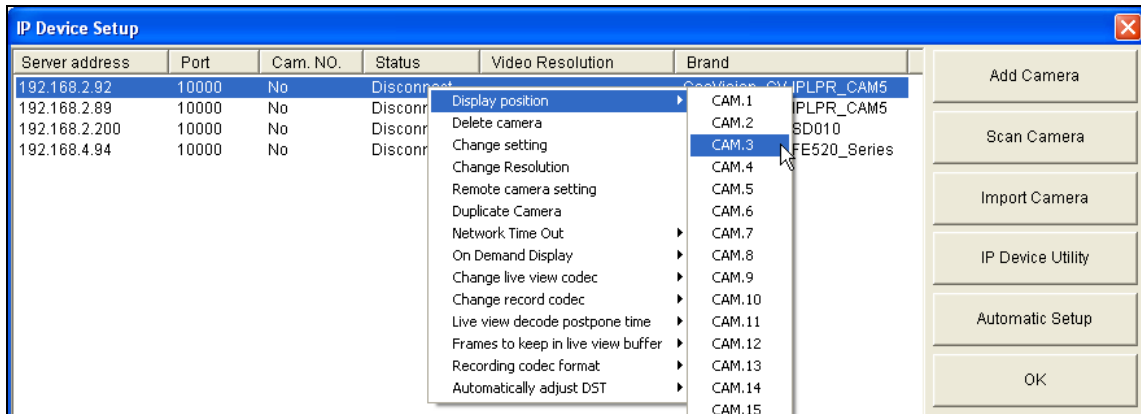 IP Device Setup
Server address Port Cam. NO. Status Video Resolution Brand
192.168.2.92 10000 No Disconnect IPLPR_CAM5
192.168.2.89 10000 No Disconr IPLPR_CAM5
192.168.2.200 10000 No Disconr SD010
192.168.4.94 10000 No Disconr FE520_Series
Display position
Delete camera
Change setting
Change Resolution
Remote camera setting
Duplicate Camera
Network Time Out
On Demand Display
Change live view codec
Change record codec
Live view decode postpone time
Frames to keep in live view buffer
Recording codec format
Automatically adjust DST
CAM.1
CAM.2
CAM.3
CAM.4
CAM.5
CAM.6
CAM.7
CAM.8
CAM.9
CAM.10
CAM.11
CAM.12
CAM.13
CAM.14
CAM.15
Add Camera
Scan Camera
Import Camera
IP Device Utility
Automatic Setup
OK